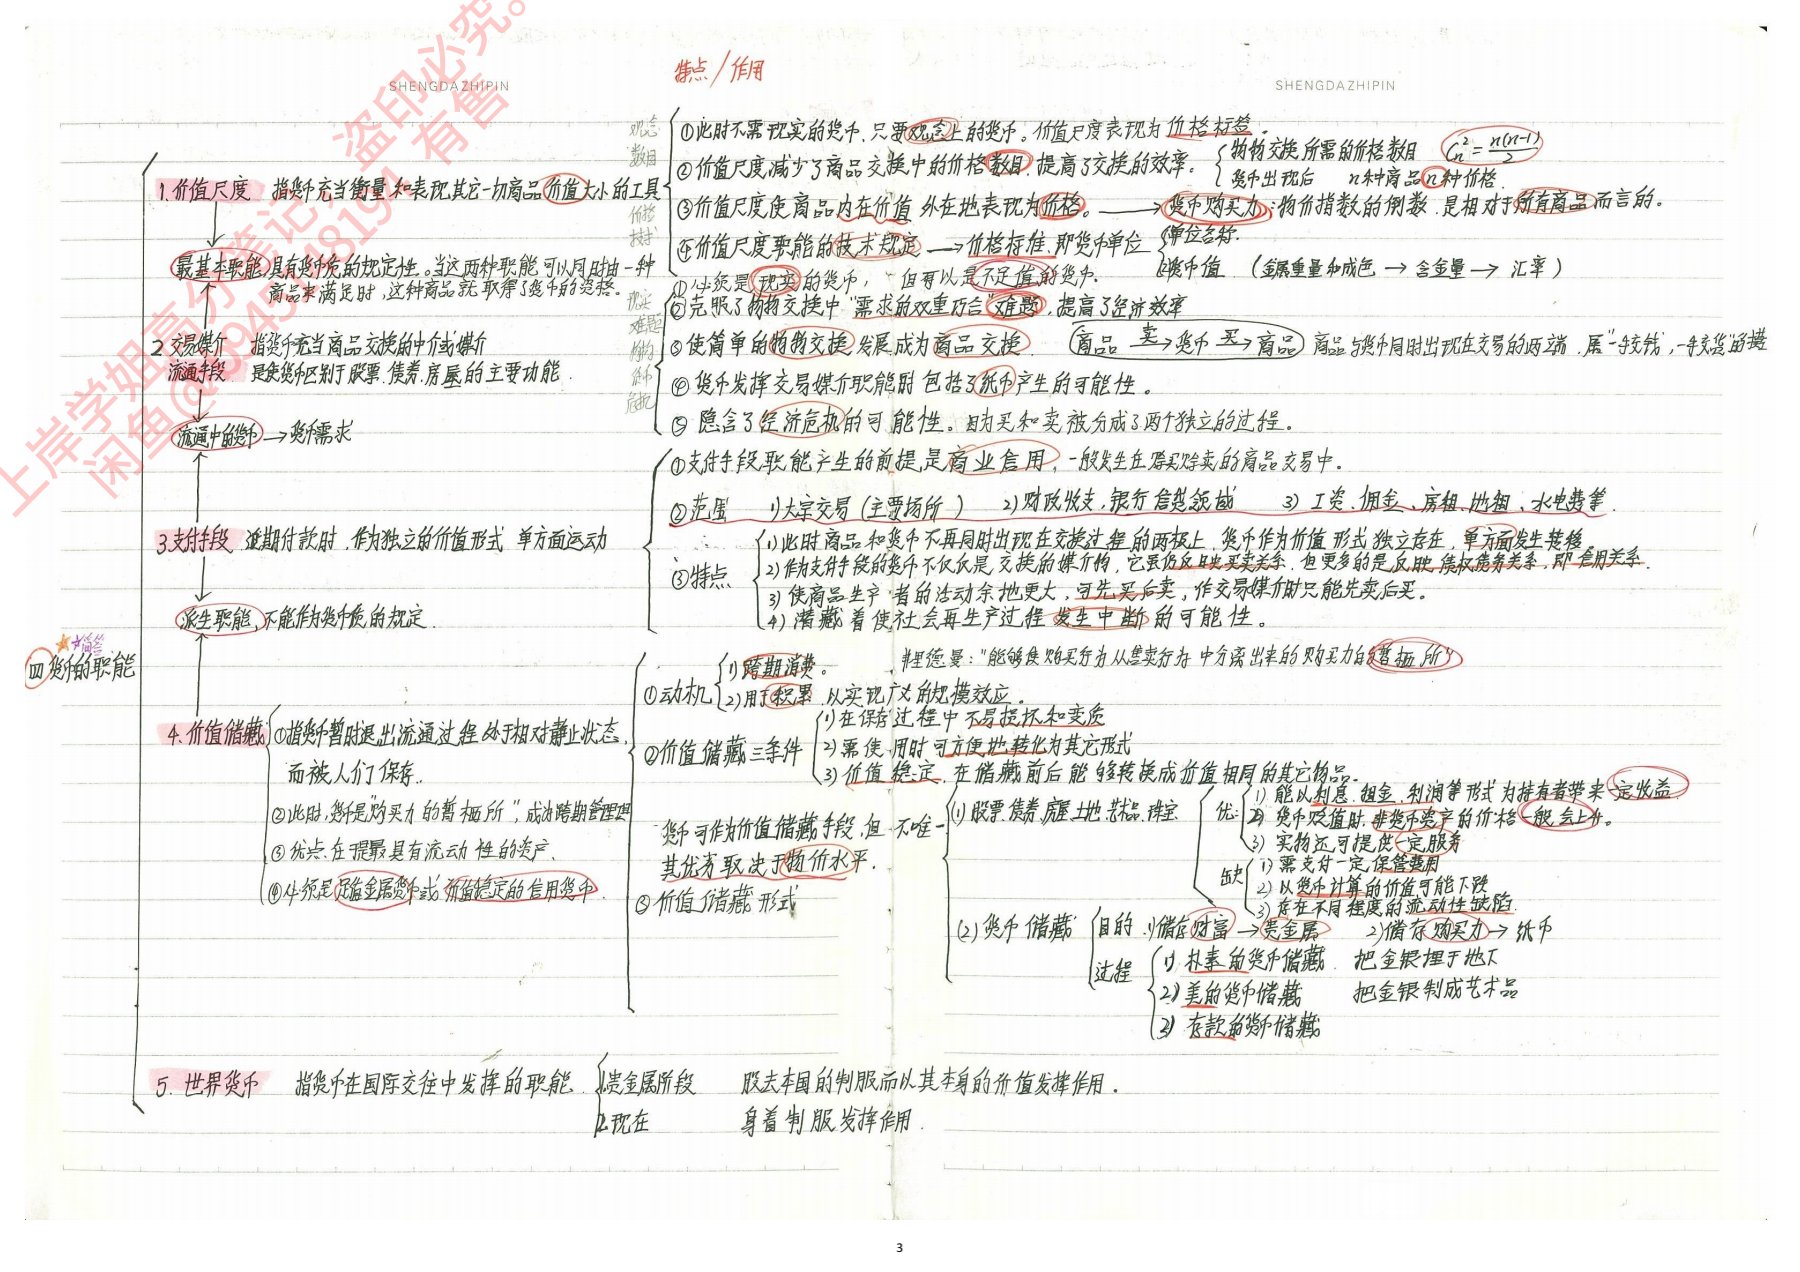 SHENGDAZHIPIN
SHENGDAZHIPIN
特点/作用
上岸学姐高分笔记 盗印必究。
有售
四 货币的职能
简答
1. 价值尺度 指货币充当衡量和表现其它一切商品价值大小的工具
观念
数目
价格
技术
①此时不需现实的货币,只要观念上的货币。价值尺度表现为价格标签。
②价值尺度减少了商品交换中的价格数目,提高了交换的效率。
物物交换所需的价格数目 C²n = n(n-1)/2
货币出现后 n种商品n种价格
③价值尺度使商品内在价值外在地表现为价格。→货币购买力:物价指数的倒数,是相对于所有商品而言的。
④价值尺度职能的技术规定→价格标准,即货币单位
单位名称
货币值 (金属重量和成色→含金量→汇率)
最基本职能,具有货币质的规定性。当这两种职能可以同时由一种
商品来满足时,这种商品就取得了货币的资格。
2. 交易媒介 指货币充当商品交换的中介或媒介
流通手段 是使货币区别于股票、债券、房屋的主要功能
现实
难题
物物
纸币
危机
①必须是现实的货币, 但可以是不足值的货币.
②克服了物物交换中"需求的双重巧合"难题,提高了经济效率
③使简单的物物交换发展成为商品交换 商品 卖→货币 买→商品 商品与货币同时出现在交易的两端,属"一手交钱,一手交货"的模
④货币发挥交易媒介职能时包括了纸币产生的可能性。
⑤隐含了经济危机的可能性。因为买和卖被分成了两个独立的过程。
流通中的货币→货币需求
3. 支付手段 延期付款时,作为独立的价值形式单方面运动
①支付手段职能产生的前提是商业信用,一般发生在赊买赊卖的商品交易中。
②范围 1)大宗交易(主要场所) 2)财政收支,银行信贷领域 3)工资、佣金、房租、地租、水电费等
③特点
1)此时商品和货币不再同时出现在交换过程的两极上,货币作为价值形式独立存在,单方面发生转移
2)作为支付手段的货币不仅仅是交换的媒介物,它虽仍反映买卖关系,但更多的是反映债权债务关系,即信用关系
3)使商品生产者的活动余地更大,可先买后卖,作交易媒介时只能先卖后买。
4)潜藏着使社会再生产过程发生中断的可能性。
派生职能,不能作为货币质的规定
4. 价值储藏
①指货币暂时退出流通过程处于相对静止状态,
而被人们保存.
②此时,货币是"购买力的暂栖所",成为跨期管理
③优点:在于是最具有流动性的资产.
④必须是足值金属货币或价值稳定的信用货币
①动机
1)跨期消费。
2)用于积累,以实现广义的规模效应。
弗里德曼:"能够使购买行为从售卖行为中分离出来的购买力的暂栖所"
②价值储藏三条件
1)在保存过程中不易损坏和变质
2)需使用时可方便地转化为其它形式
3)价值稳定,在储藏前后能够转换成价值相同的其它物品.
货币可作为价值储藏手段,但不唯一
其优劣取决于物价水平.
③价值储藏形式
(1)股票、债券、房屋、土地、艺术品、珠宝
优:
1)能以利息、租金、利润等形式为持有者带来一定收益
2)货币贬值时,非货币资产的价格一般会上升。
3)实物还可提供一定服务
缺
1)需支付一定保管费用
2)以货币计算的价值可能下跌
3)存在不同程度的流动性缺陷.
(2)货币储藏
目的 1)储存财富→贵金属 2)储存购买力→纸币
过程
1)朴素的货币储藏 把金银埋于地下
2)美的货币储藏 把金银制成艺术品
3)存款的货币储藏
5. 世界货币 指货币在国际交往中发挥的职能
1.贵金属阶段 脱去本国的制服而以其本身的价值发挥作用。
2.现在 身着制服发挥作用.
3